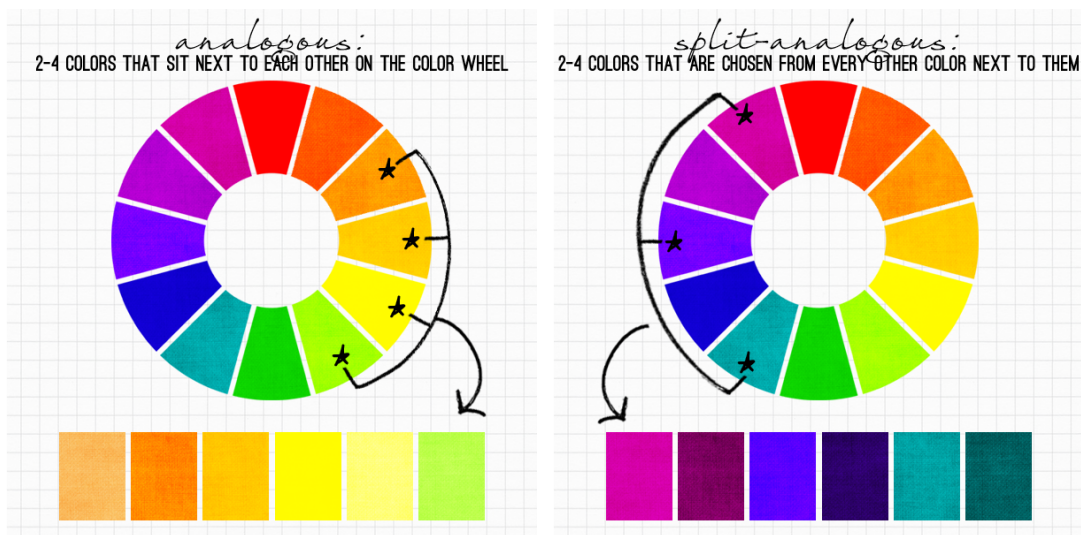 analogous:
2-4 COLORS THAT SIT NEXT TO EACH OTHER ON THE COLOR WHEEL
split-analogous:
2-4 COLORS THAT ARE CHOSEN FROM EVERY OTHER COLOR NEXT TO THEM